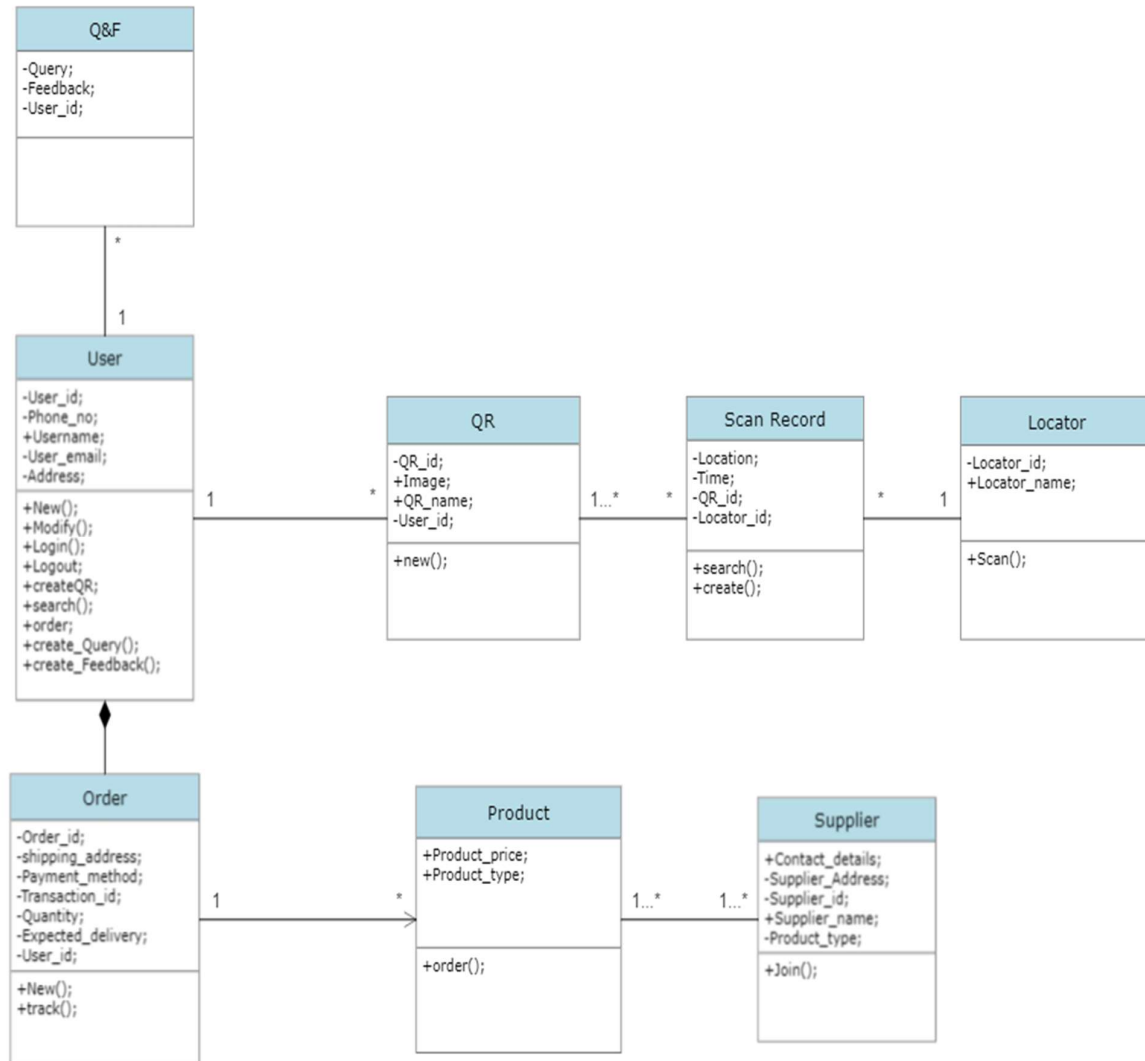 Q&F
-Query;
-Feedback;
-User_id;
*
1
User
-User_id;
-Phone_no;
+Username;
-User_email;
-Address;
+New();
+Modify();
+Login();
+Logout;
+createQR;
+search();
+order;
+create_Query();
+create_Feedback();
1
*
QR
-QR_id;
+Image;
+QR_name;
-User_id;
+new();
1...*
*
Scan Record
-Location;
-Time;
-QR_id;
-Locator_id;
+search();
+create();
*
1
Locator
-Locator_id;
+Locator_name;
+Scan();
Order
-Order_id;
-shipping_address;
-Payment_method;
-Transaction_id;
-Quantity;
-Expected_delivery;
-User_id;
+New();
+track();
1
*
Product
+Product_price;
+Product_type;
+order();
1...*
1...*
Supplier
+Contact_details;
-Supplier_Address;
-Supplier_id;
+Supplier_name;
-Product_type;
+Join();